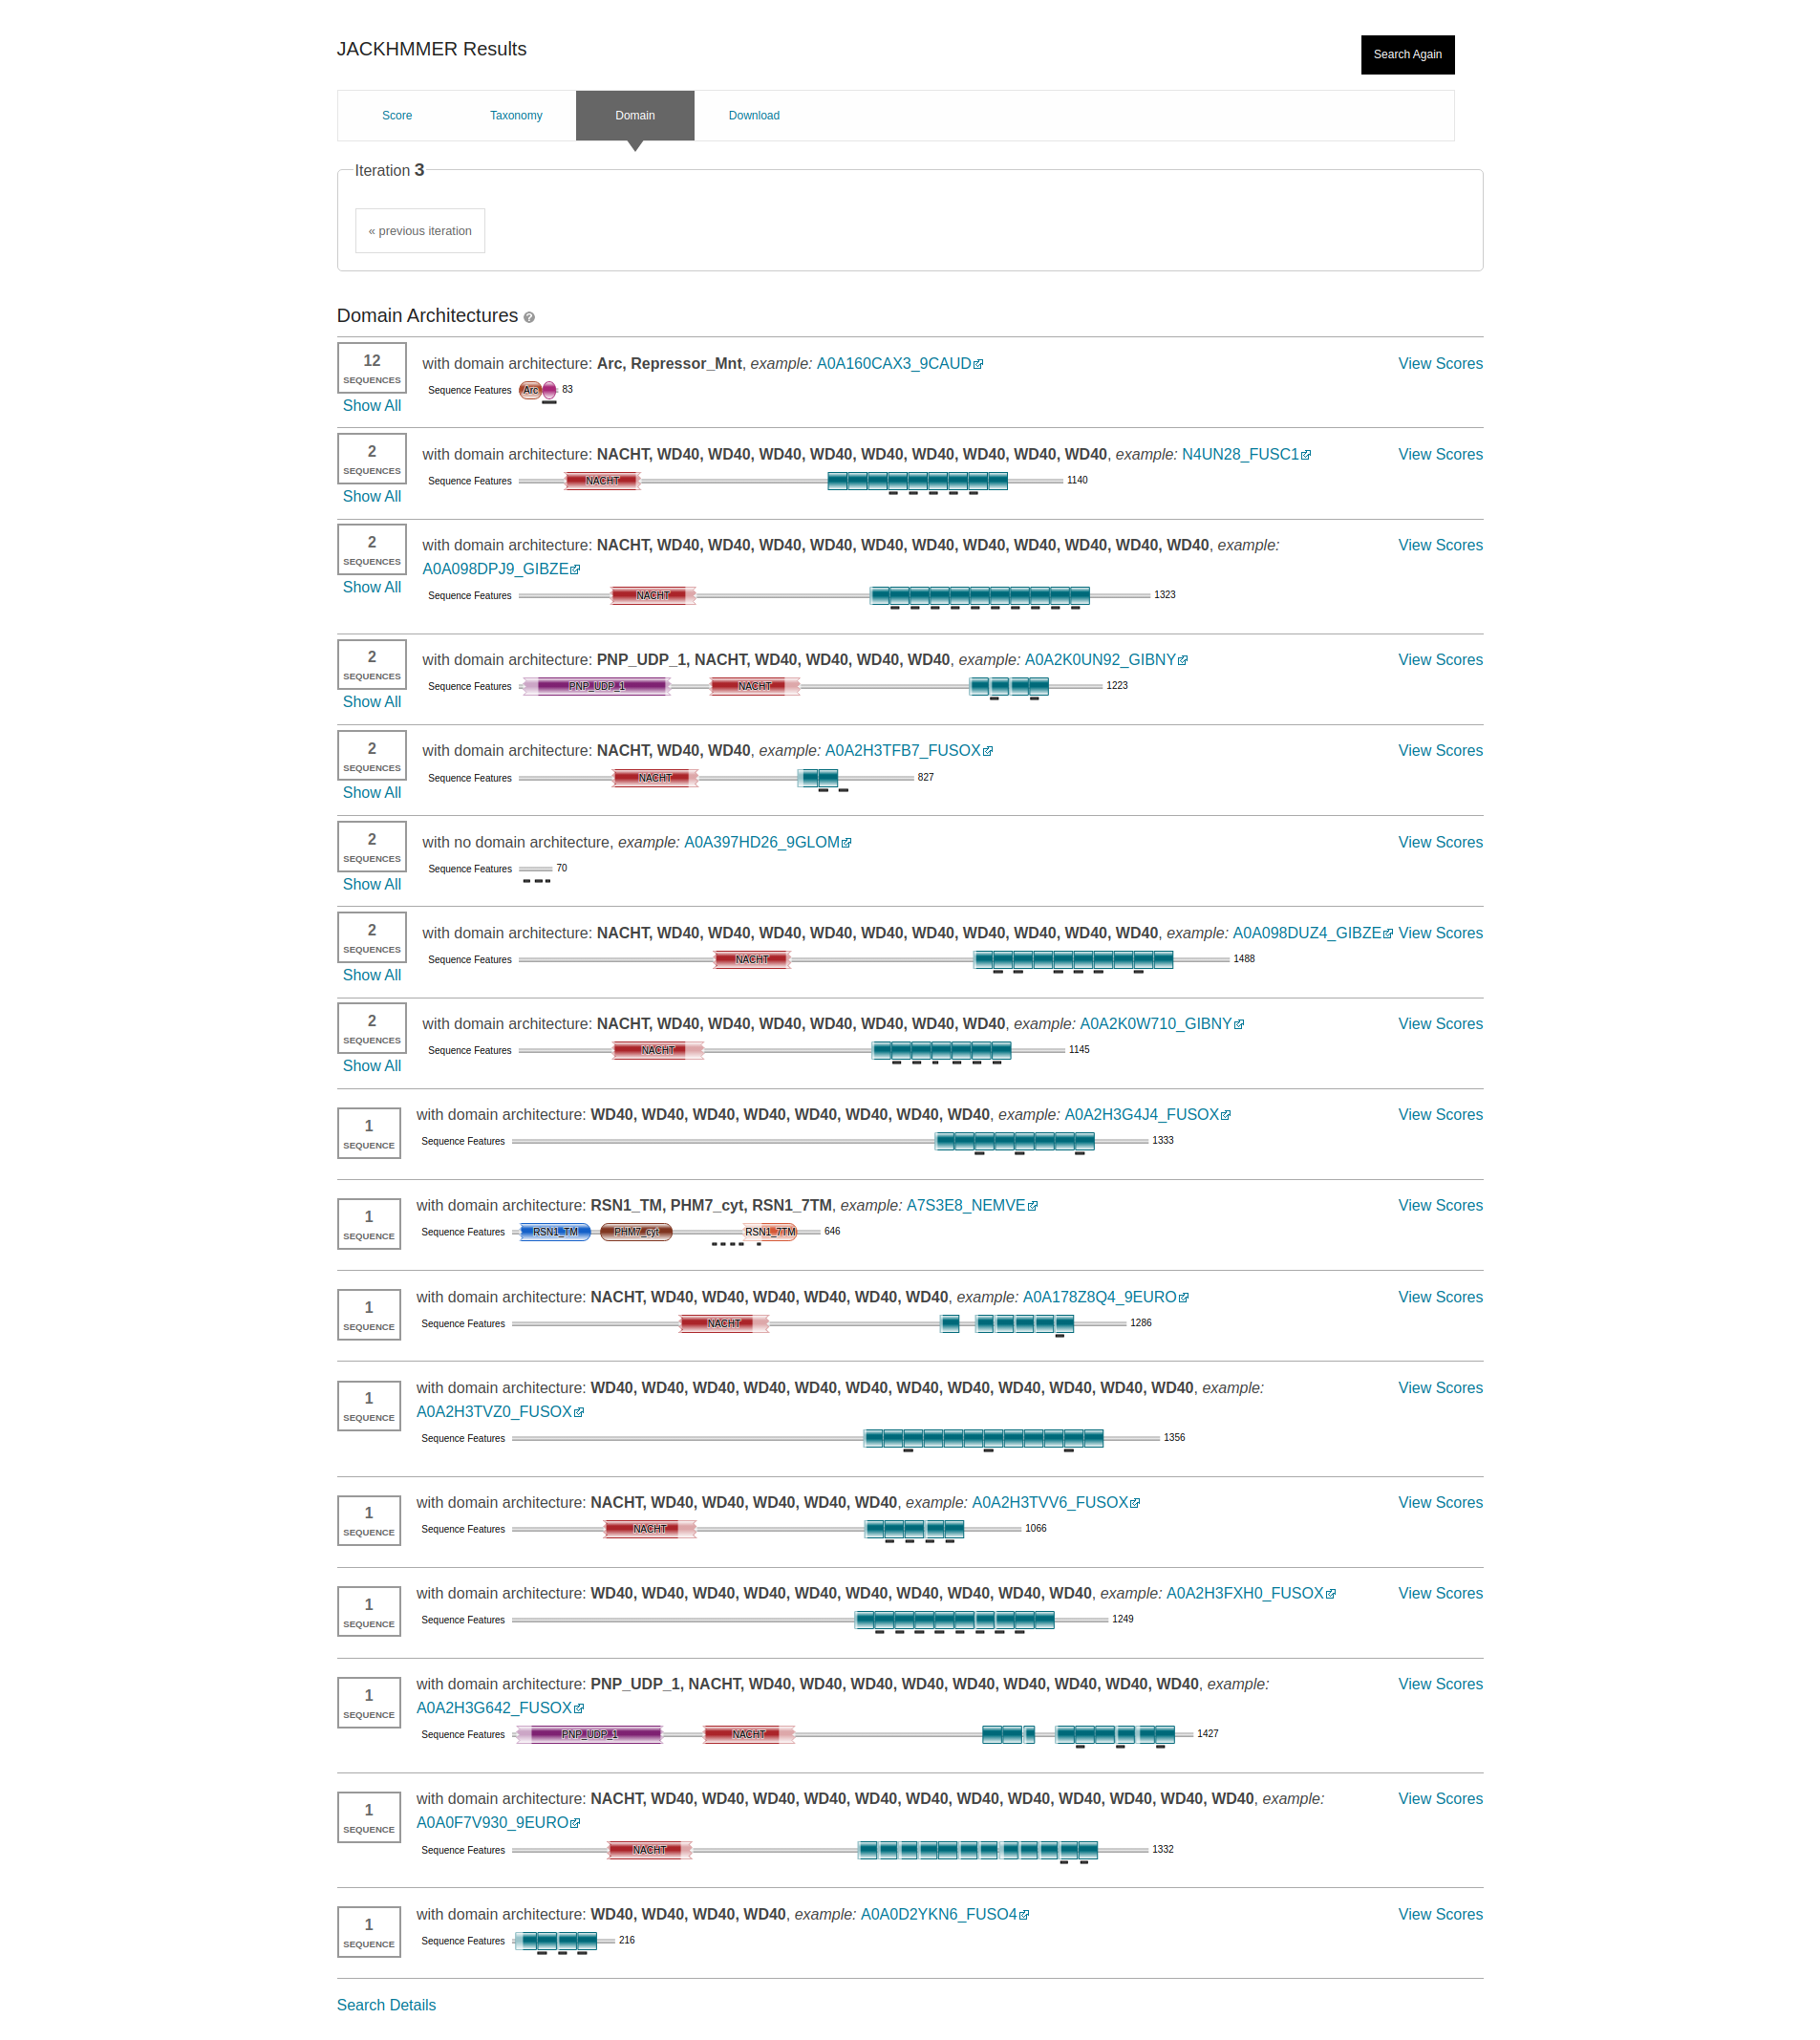 JACKHMMER Results
Search Again
Score Taxonomy Domain Download
Iteration 3
« previous iteration
Domain Architectures ?
12 SEQUENCES Show All
with domain architecture: Arc, Repressor_Mnt, example: A0A160CAX3_9CAUD View Scores
Sequence Features Arc 83
2 SEQUENCES Show All
with domain architecture: NACHT, WD40, WD40, WD40, WD40, WD40, WD40, WD40, WD40, WD40, example: N4UN28_FUSC1 View Scores
Sequence Features NACHT 1140
2 SEQUENCES Show All
with domain architecture: NACHT, WD40, WD40, WD40, WD40, WD40, WD40, WD40, WD40, WD40, WD40, WD40, example: View Scores
A0A098DPJ9_GIBZE
Sequence Features NACHT 1323
2 SEQUENCES Show All
with domain architecture: PNP_UDP_1, NACHT, WD40, WD40, WD40, WD40, example: A0A2K0UN92_GIBNY View Scores
Sequence Features PNP_UDP_1 NACHT 1223
2 SEQUENCES Show All
with domain architecture: NACHT, WD40, WD40, example: A0A2H3TFB7_FUSOX View Scores
Sequence Features NACHT 827
2 SEQUENCES Show All
with no domain architecture, example: A0A397HD26_9GLOM View Scores
Sequence Features 70
2 SEQUENCES Show All
with domain architecture: NACHT, WD40, WD40, WD40, WD40, WD40, WD40, WD40, WD40, WD40, WD40, example: A0A098DUZ4_GIBZE View Scores
Sequence Features NACHT 1488
2 SEQUENCES Show All
with domain architecture: NACHT, WD40, WD40, WD40, WD40, WD40, WD40, WD40, example: A0A2K0W710_GIBNY View Scores
Sequence Features NACHT 1145
1 SEQUENCE
with domain architecture: WD40, WD40, WD40, WD40, WD40, WD40, WD40, WD40, example: A0A2H3G4J4_FUSOX View Scores
Sequence Features 1333
1 SEQUENCE
with domain architecture: RSN1_TM, PHM7_cyt, RSN1_7TM, example: A7S3E8_NEMVE View Scores
Sequence Features RSN1_TM PHM7_cyt RSN1_7TM 646
1 SEQUENCE
with domain architecture: NACHT, WD40, WD40, WD40, WD40, WD40, WD40, example: A0A178Z8Q4_9EURO View Scores
Sequence Features NACHT 1286
1 SEQUENCE
with domain architecture: WD40, WD40, WD40, WD40, WD40, WD40, WD40, WD40, WD40, WD40, WD40, WD40, example: View Scores
A0A2H3TVZ0_FUSOX
Sequence Features 1356
1 SEQUENCE
with domain architecture: NACHT, WD40, WD40, WD40, WD40, WD40, example: A0A2H3TVV6_FUSOX View Scores
Sequence Features NACHT 1066
1 SEQUENCE
with domain architecture: WD40, WD40, WD40, WD40, WD40, WD40, WD40, WD40, WD40, WD40, example: A0A2H3FXH0_FUSOX View Scores
Sequence Features 1249
1 SEQUENCE
with domain architecture: PNP_UDP_1, NACHT, WD40, WD40, WD40, WD40, WD40, WD40, WD40, WD40, WD40, example: View Scores
A0A2H3G642_FUSOX
Sequence Features PNP_UDP_1 NACHT 1427
1 SEQUENCE
with domain architecture: NACHT, WD40, WD40, WD40, WD40, WD40, WD40, WD40, WD40, WD40, WD40, WD40, WD40, example: View Scores
A0A0F7V930_9EURO
Sequence Features NACHT 1332
1 SEQUENCE
with domain architecture: WD40, WD40, WD40, WD40, example: A0A0D2YKN6_FUSO4 View Scores
Sequence Features 216
Search Details